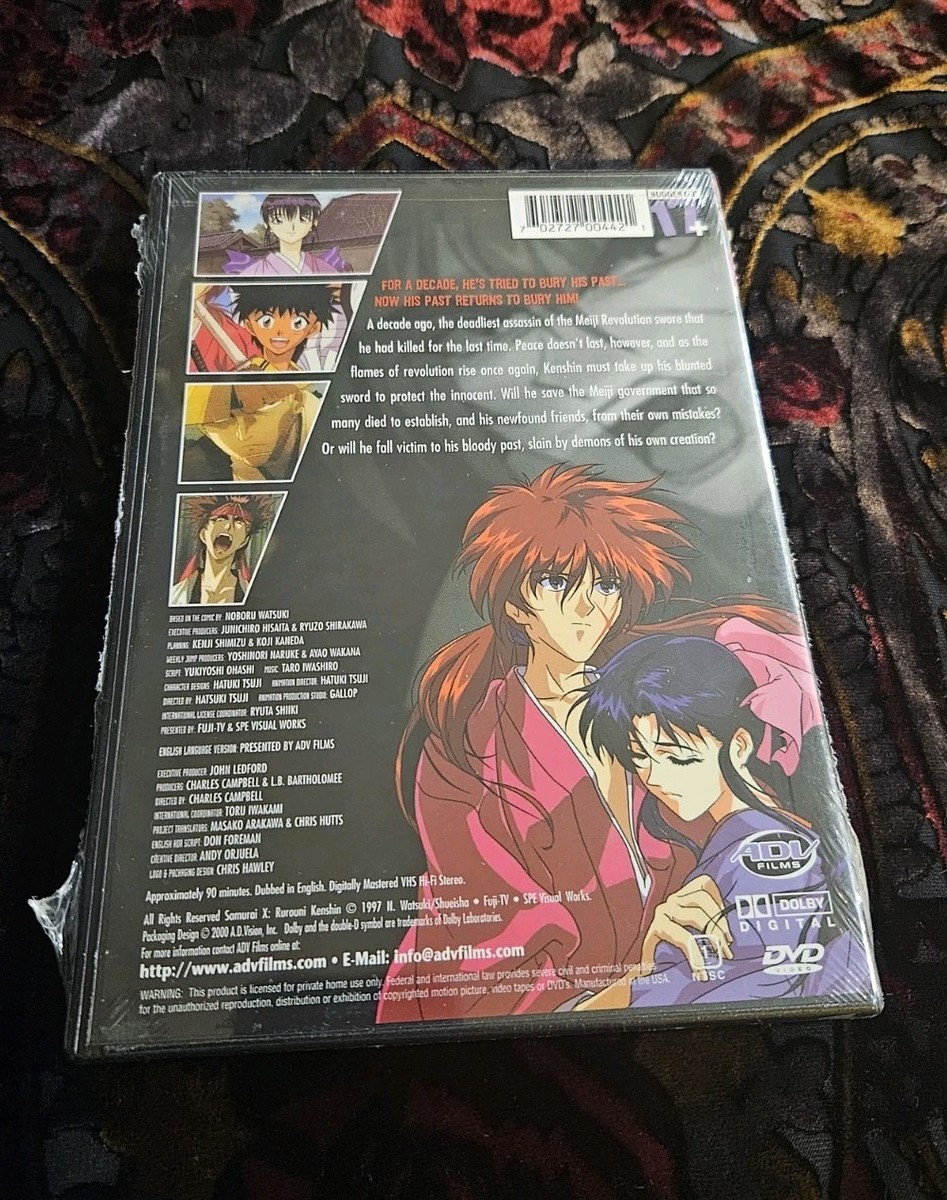 7 02727 00442 1
17+
FOR A DECADE, HE'S TRIED TO BURY HIS PAST...
NOW HIS PAST RETURNS TO BURY HIM!
A decade ago, the deadliest assassin of the Meiji Revolution swore that
he had killed for the last time. Peace doesn't last, however, and as the
flames of revolution rise once again, Kenshin must take up his blunted
sword to protect the innocent. Will he save the Meiji government that so
many died to establish, and his newfound friends, from their own mistakes?
Or will he fall victim to his bloody past, slain by demons of his own creation?
BASED ON THE COMIC BY: NOBORU WATSUKI
EXECUTIVE PRODUCERS: JUNICHIRO HISAITA & RYUZO SHIRAKAWA
PLANNING: KENJI SHIMIZU & KOJI KANEDA
WEEKLY JUMP PRODUCERS: YOSHINORI NARUKE & AYAO WAKANA
SCRIPT: YUKIYOSHI OHASHI MUSIC: TARO IWASHIRO
CHARACTER DESIGNS: HATUKI TSUJI ANIMATION DIRECTOR: HATUKI TSUJI
DIRECTED BY: HATSUKI TSUJI ANIMATION PRODUCTION STUDIO: GALLOP
INTERNATIONAL LICENSE COORDINATOR: RYUTA SHIIKI
PRESENTED BY: FUJI-TV & SPE VISUAL WORKS
ENGLISH LANGUAGE VERSION: PRESENTED BY ADV FILMS
EXECUTIVE PRODUCER: JOHN LEDFORD
PRODUCERS: CHARLES CAMPBELL & L.B. BARTHOLOMEE
DIRECTED BY: CHARLES CAMPBELL
INTERNATIONAL COORDINATOR: TORU IWAKAMI
PROJECT TRANSLATORS: MASAKO ARAKAWA & CHRIS HUTTS
ENGLISH ADR SCRIPT: DON FOREMAN
CREATIVE DIRECTOR: ANDY ORJUELA
LOGO & PACKAGING DESIGN: CHRIS HAWLEY
Approximately 90 minutes. Dubbed in English. Digitally Mastered VHS Hi-Fi Stereo.
All Rights Reserved Samurai X: Rurouni Kenshin © 1997 N. Watsuki/Shueisha • Fuji-TV • SPE Visual Works.
Packaging Design © 2000 A.D.Vision, Inc. Dolby and the double-D symbol are trademarks of Dolby Laboratories.
For more information contact ADV Films online at:
http://www.advfilms.com • E-Mail: info@advfilms.com
WARNING: This product is licensed for private home use only. Federal and international law provides severe civil and criminal penalties
for the unauthorized reproduction, distribution or exhibition of copyrighted motion picture, video tapes or DVD's. Manufactured in the USA.
ADV
FILMS
DOLBY
DIGITAL
1
NTSC
DVD
VIDEO